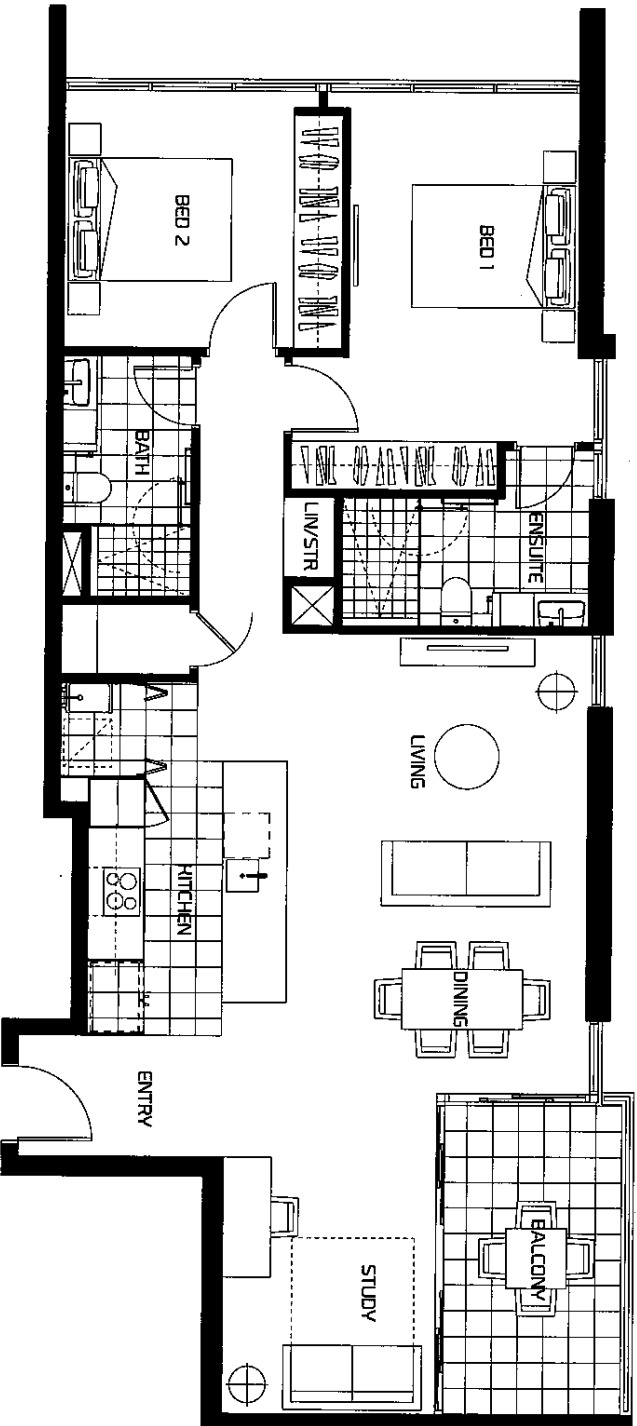 BED 1
BED 2
BATH
ENSUITE
LIN/STR
LIVING
KITCHEN
DINING
ENTRY
BALCONY
STUDY